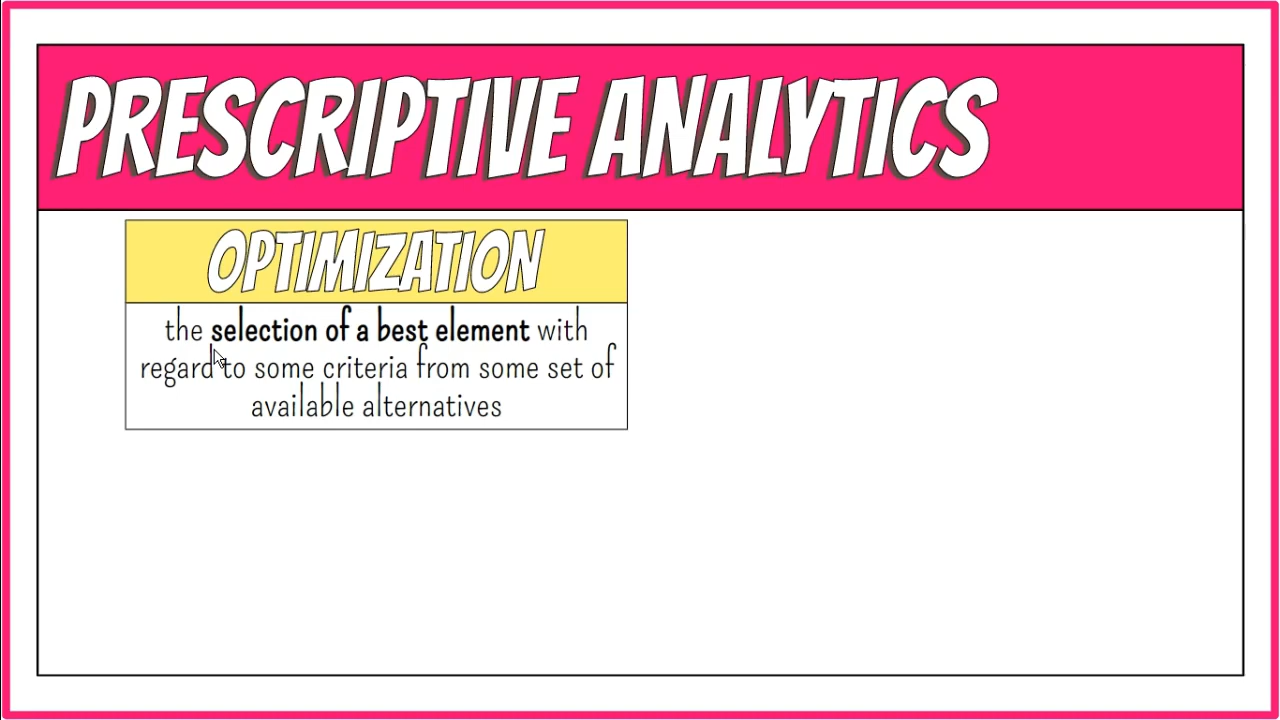 PRESCRIPTIVE ANALYTICS
OPTIMIZATION
the selection of a best element with
regard to some criteria from some set of
available alternatives